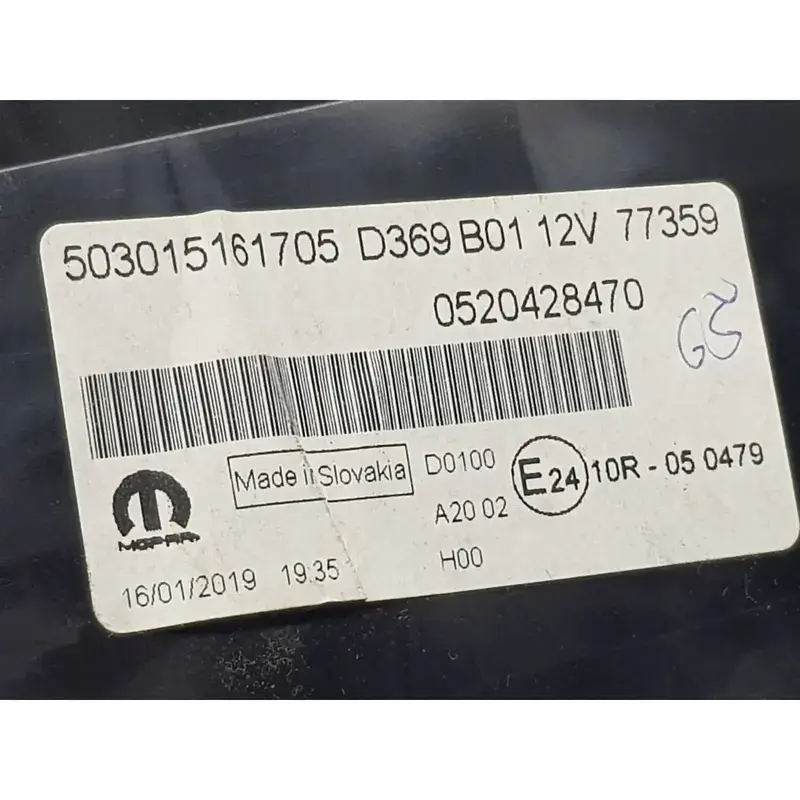 503015161705 D369 B01 12V 77359
0520428470
Made in Slovakia
D0100
E24 10R - 05 0479
A20 02
MOPAR
H00
16/01/2019 19:35